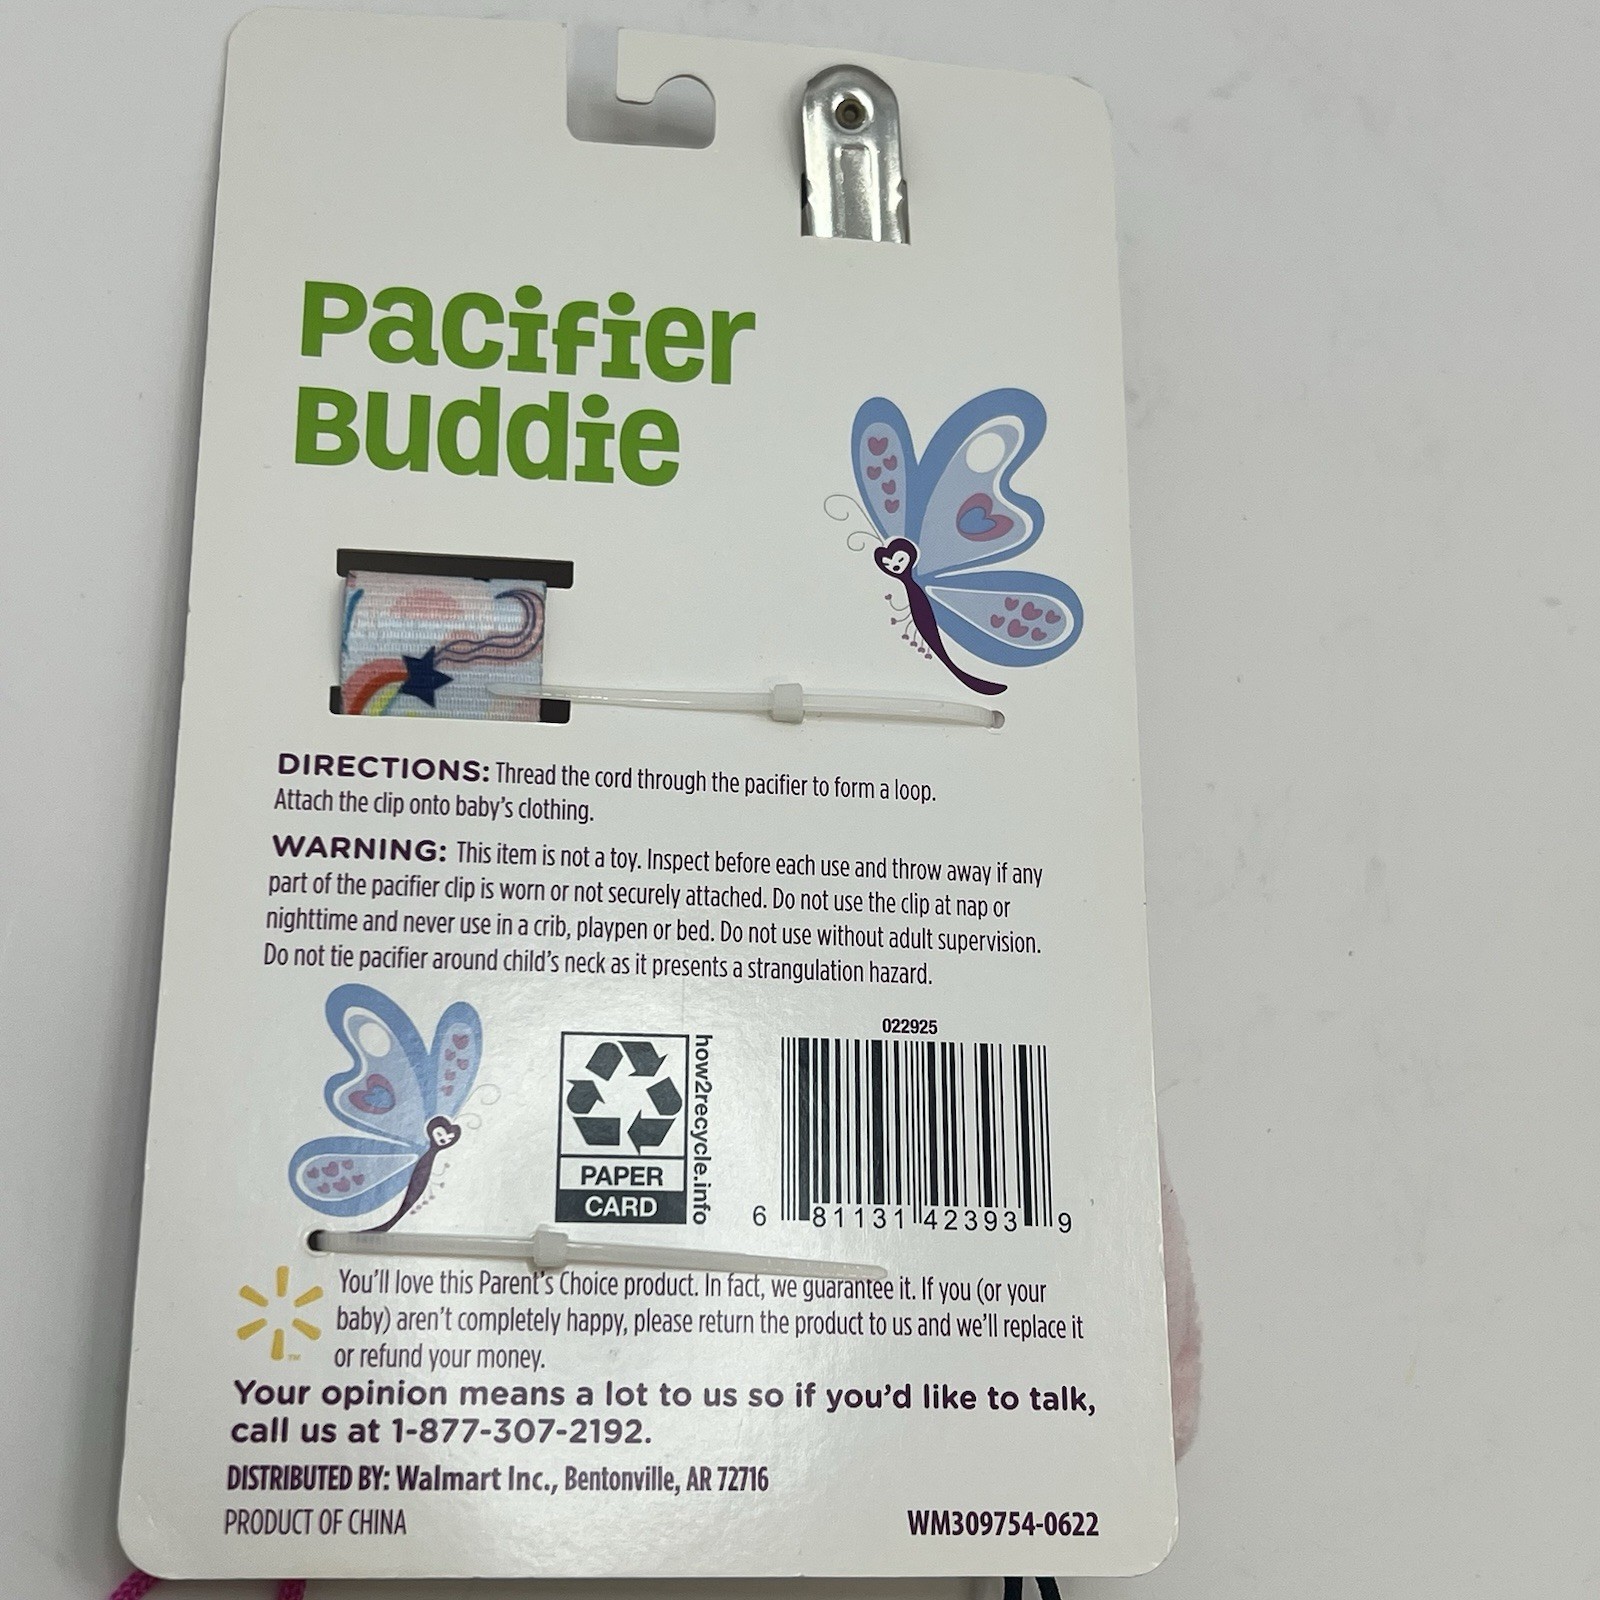 Pacifier
Buddie
DIRECTIONS: Thread the cord through the pacifier to form a loop.
Attach the clip onto baby's clothing.
WARNING: This item is not a toy. Inspect before each use and throw away if any
part of the pacifier clip is worn or not securely attached. Do not use the clip at nap or
nighttime and never use in a crib, playpen or bed. Do not use without adult supervision.
Do not tie pacifier around child's neck as it presents a strangulation hazard.
PAPER
CARD
how2recycle.info
022925
6 81131 42393 9
You'll love this Parent's Choice product. In fact, we guarantee it. If you (or your
baby) aren't completely happy, please return the product to us and we'll replace it
or refund your money.
Your opinion means a lot to us so if you'd like to talk,
call us at 1-877-307-2192.
DISTRIBUTED BY: Walmart Inc., Bentonville, AR 72716
PRODUCT OF CHINA
WM309754-0622